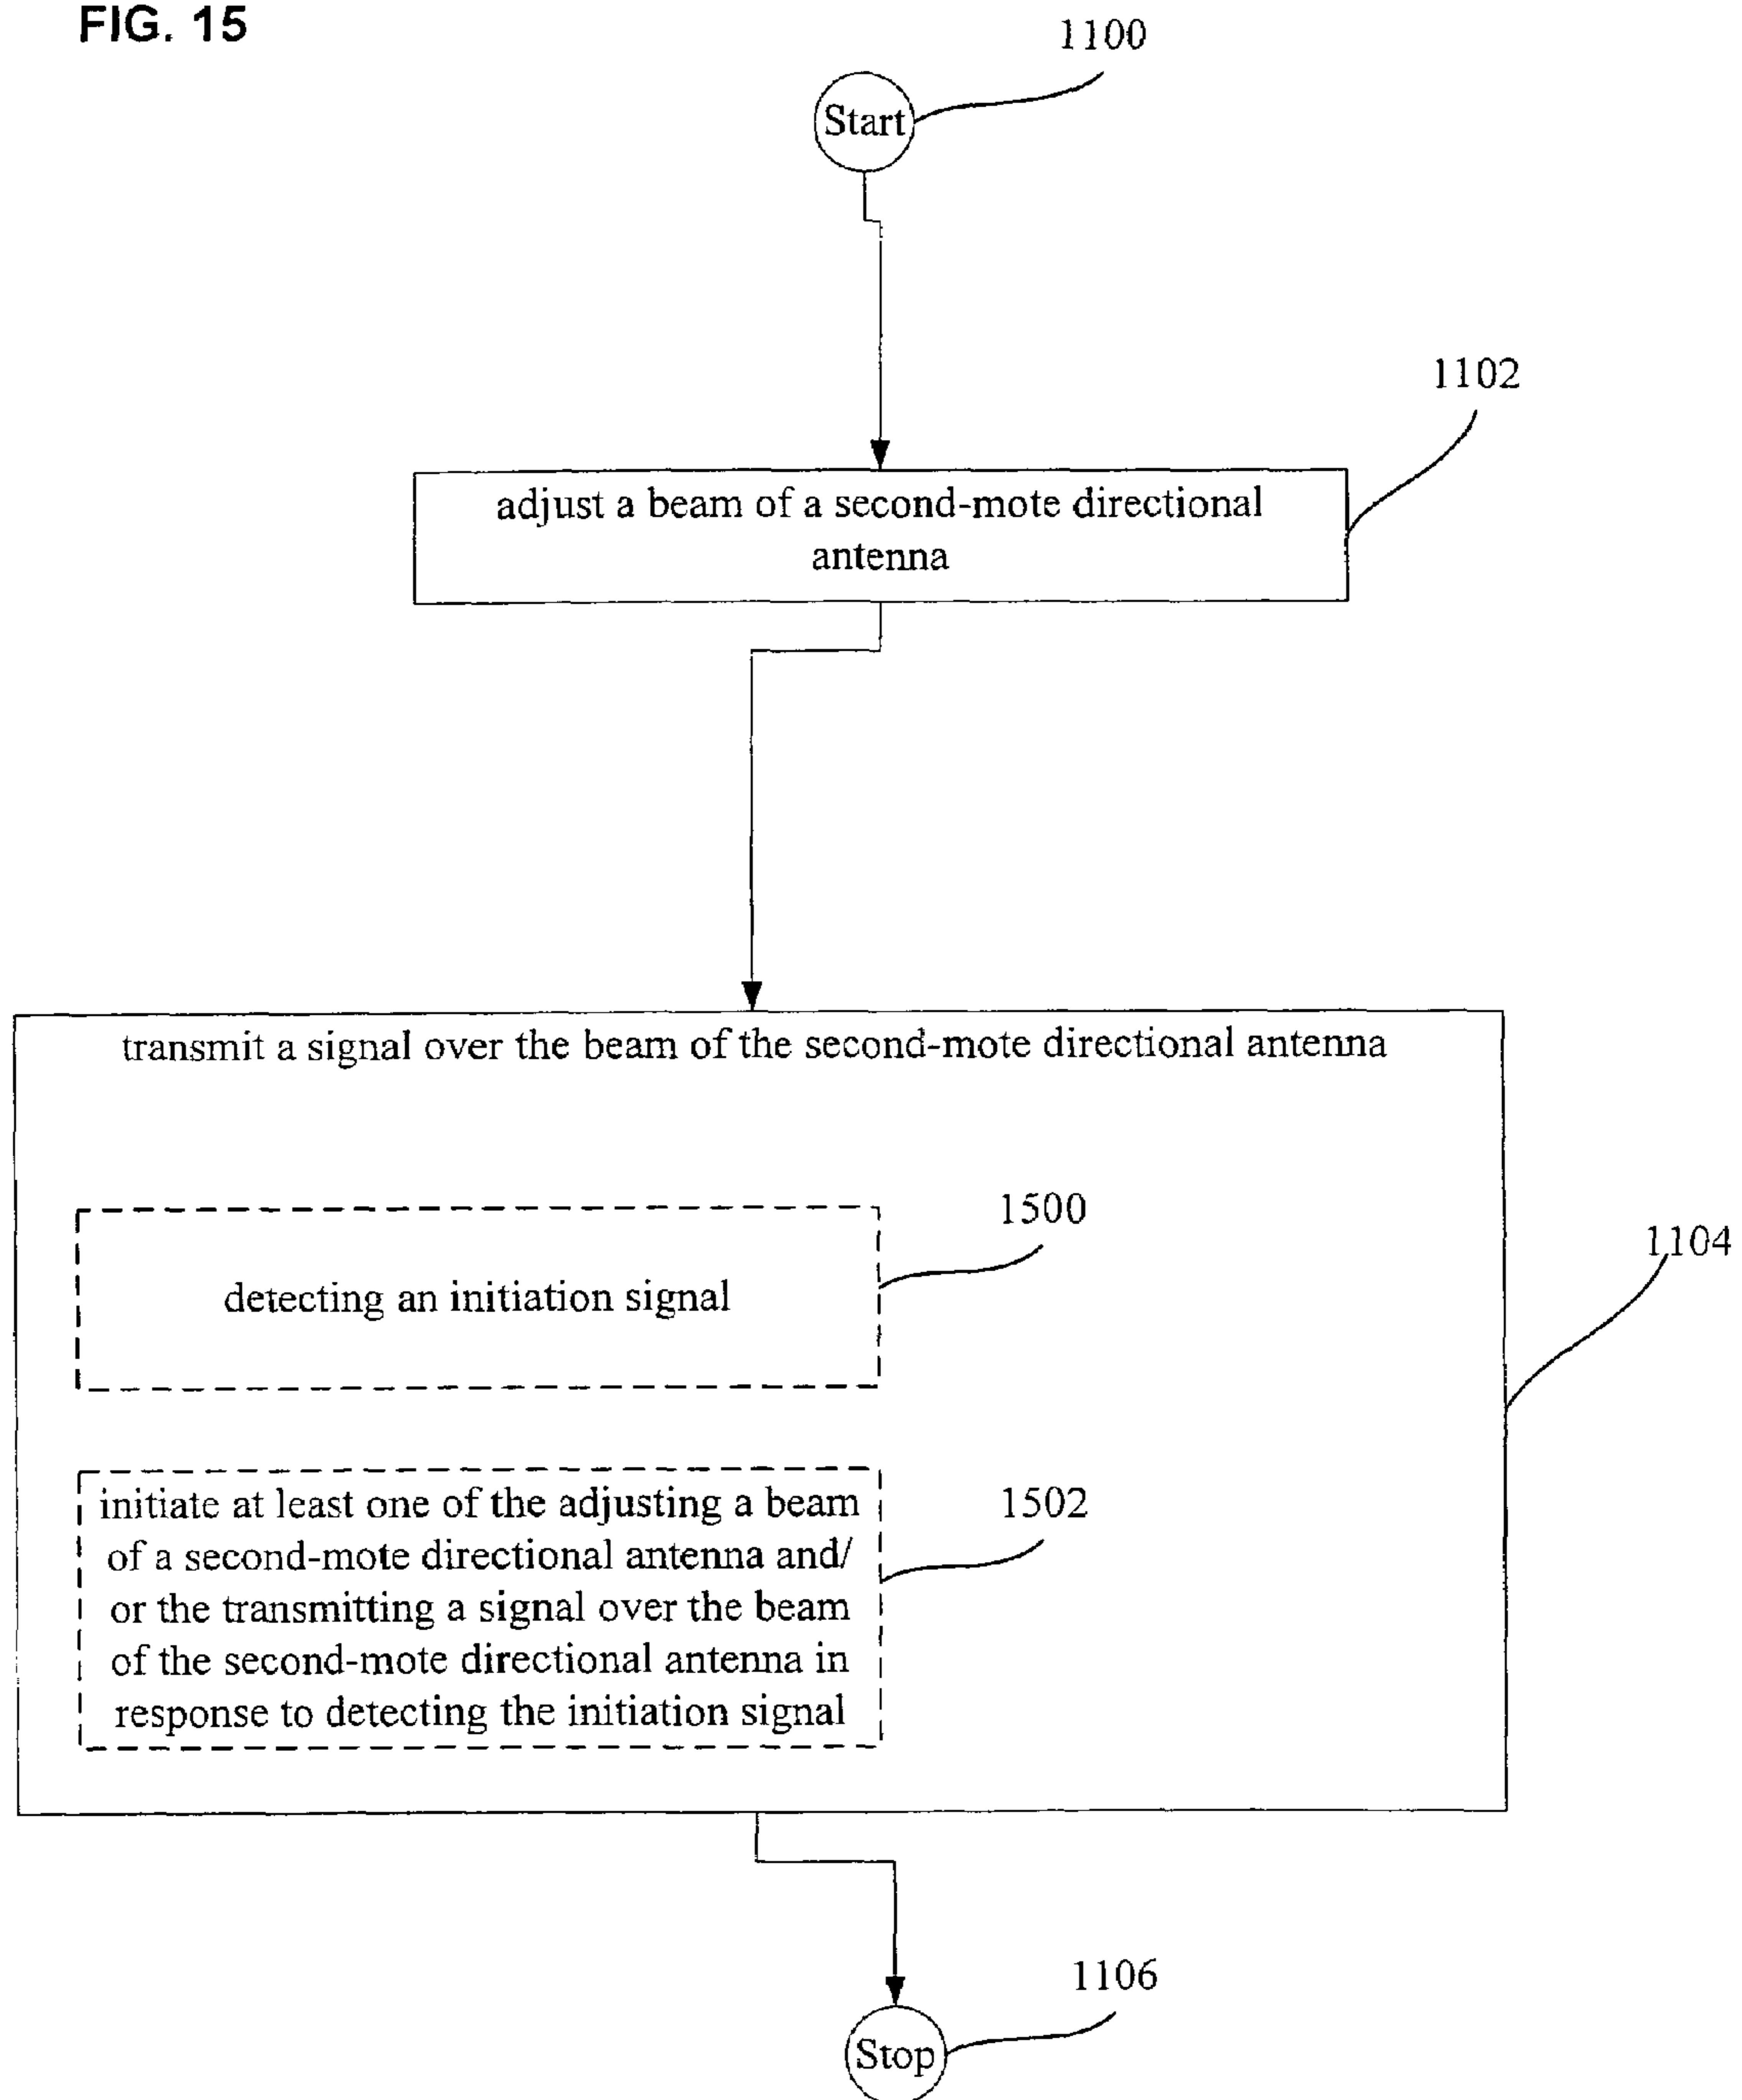 FIG. 15
1100
Start
1102
adjust a beam of a second-mote directional
antenna
transmit a signal over the beam of the second-mote directional antenna
1500
detecting an initiation signal
1104
1502
initiate at least one of the adjusting a beam
of a second-mote directional antenna and/
or the transmitting a signal over the beam
of the second-mote directional antenna in
response to detecting the initiation signal
1106
Stop